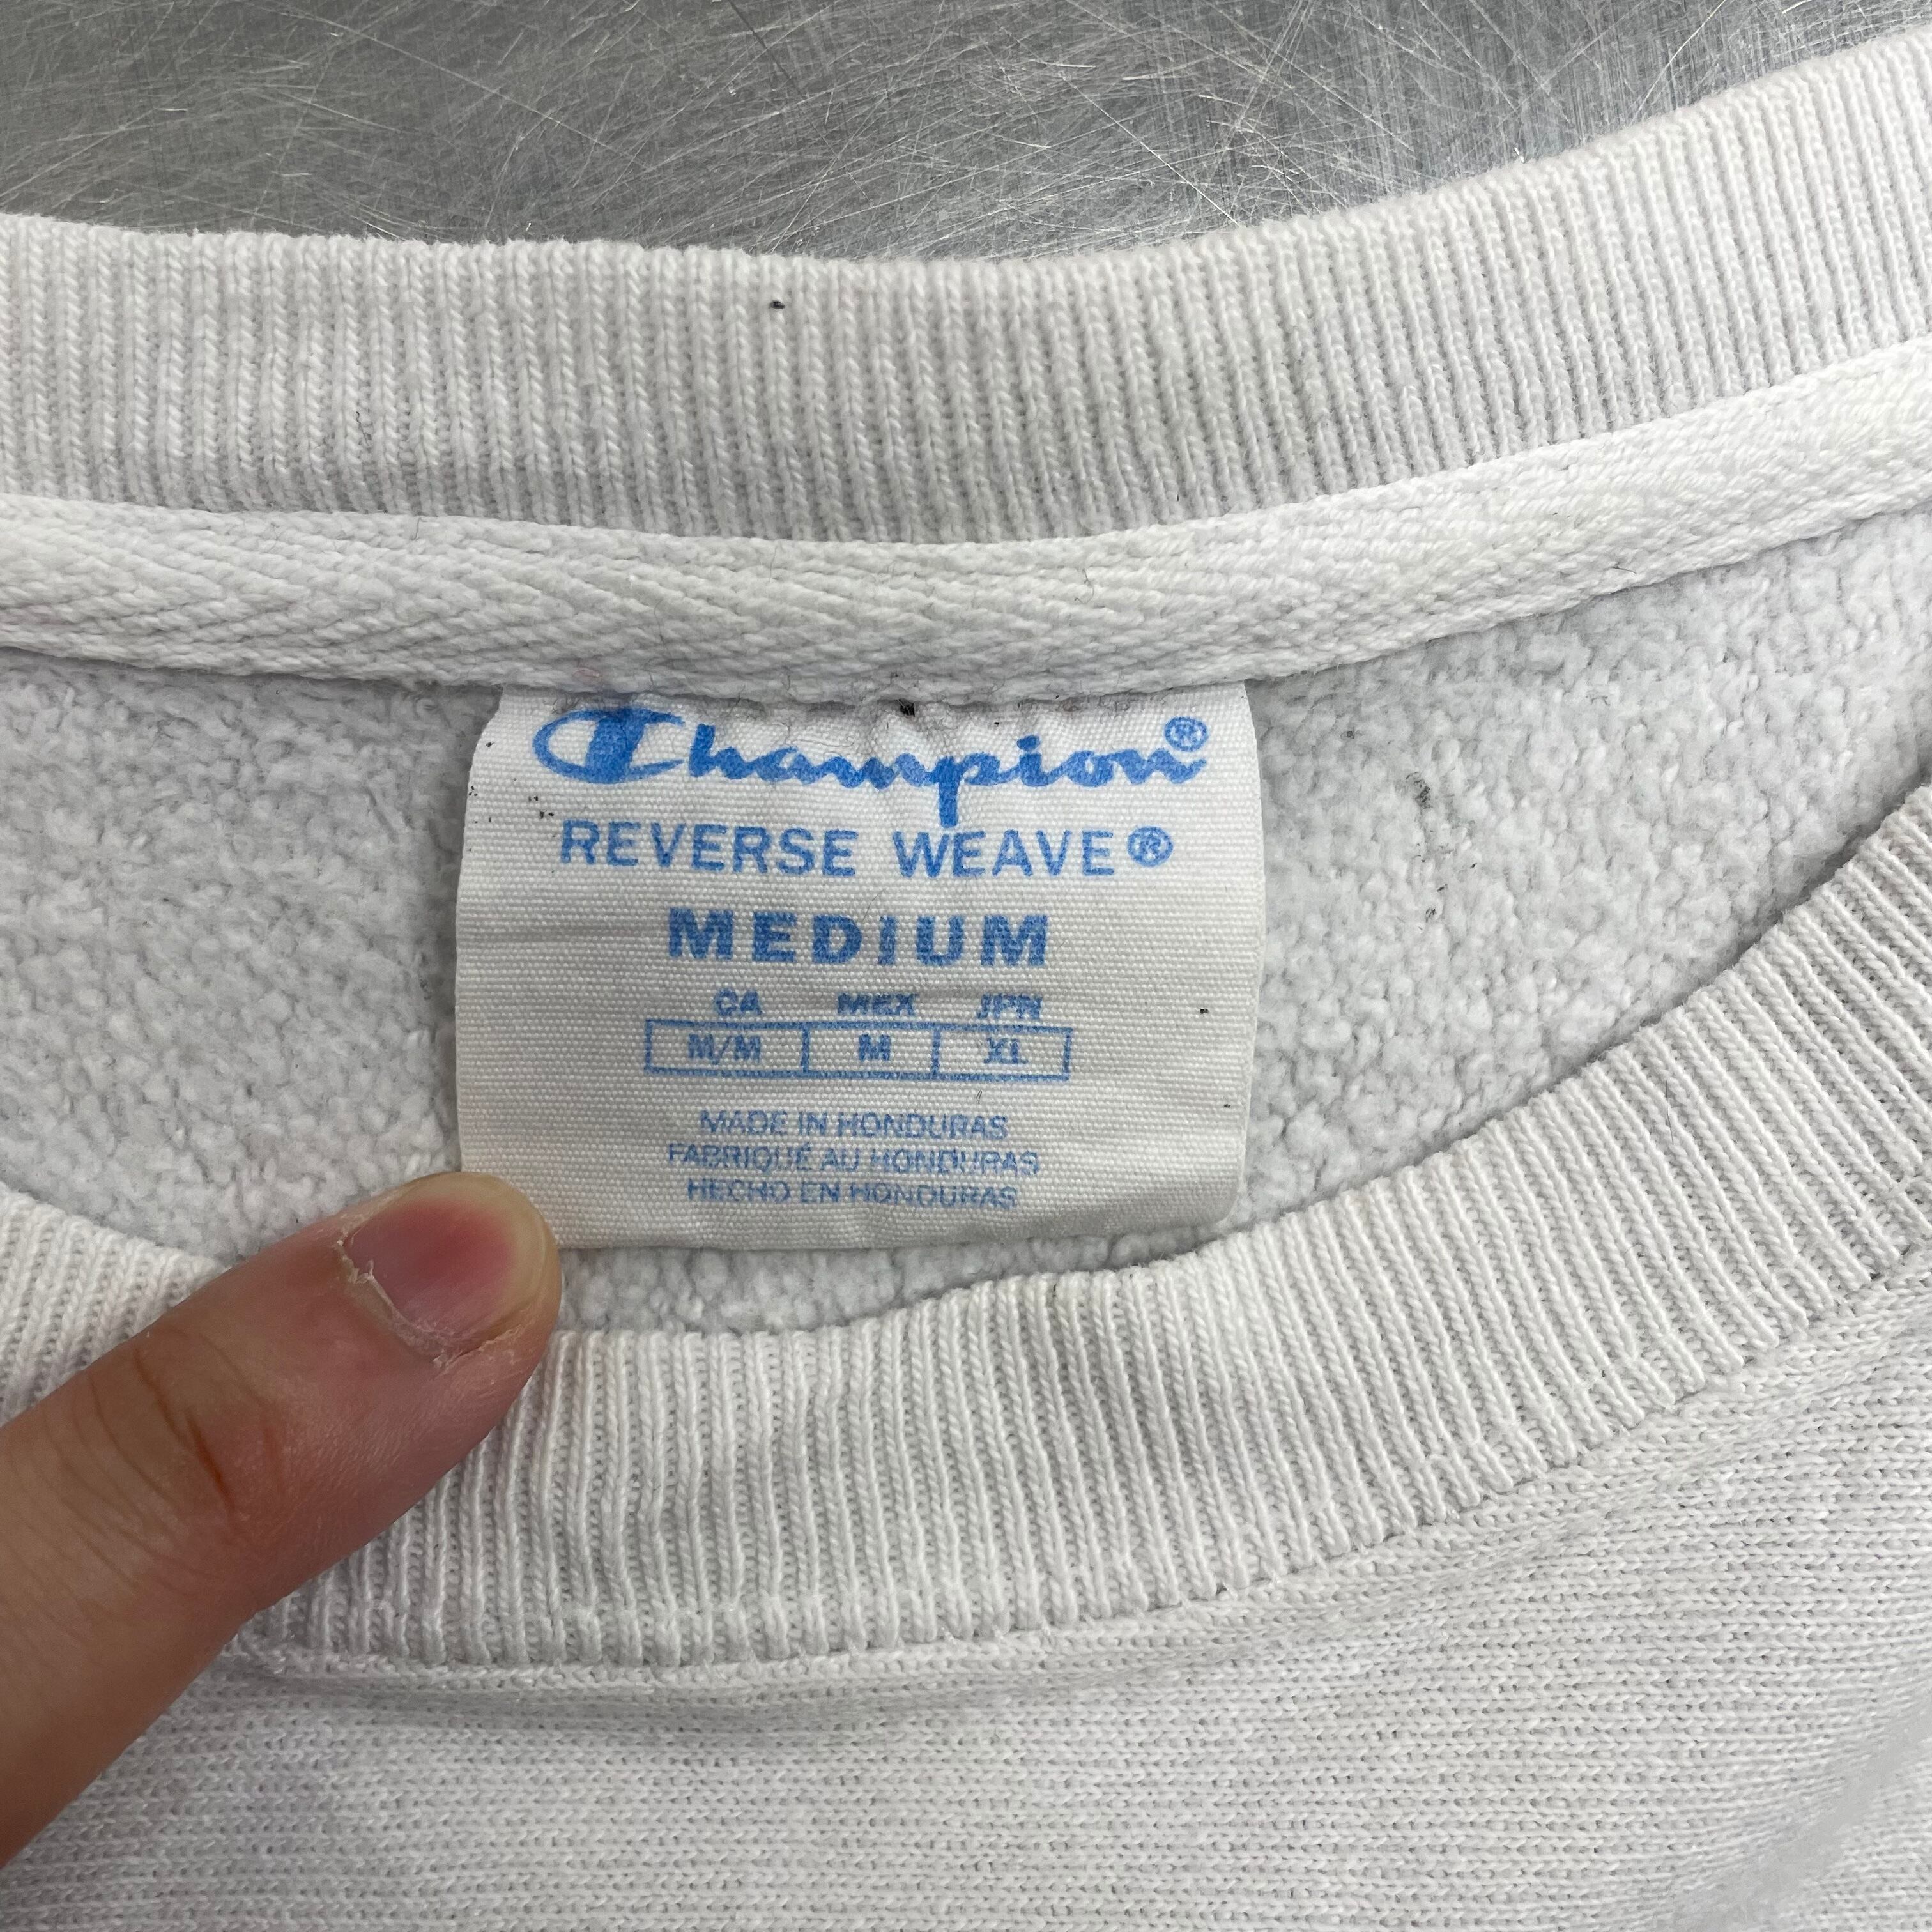 Champion®
REVERSE WEAVE®
MEDIUM
CA MEX JPN
M/M M XL
MADE IN HONDURAS
FABRIQUÉ AU HONDURAS
HECHO EN HONDURAS